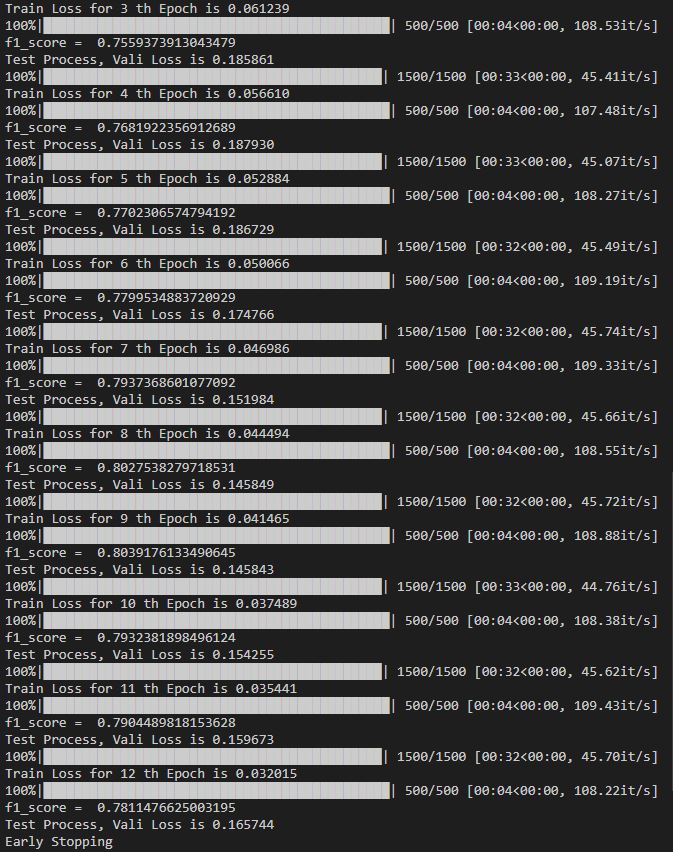 Train Loss for 3 th Epoch is 0.061239
100%|██████████| 500/500 [00:04<00:00, 108.53it/s]
f1_score =  0.7559373913043479
Test Process, Vali Loss is 0.185861
100%|██████████| 1500/1500 [00:33<00:00, 45.41it/s]
Train Loss for 4 th Epoch is 0.056610
100%|██████████| 500/500 [00:04<00:00, 107.48it/s]
f1_score =  0.7681922356912689
Test Process, Vali Loss is 0.187930
100%|██████████| 1500/1500 [00:33<00:00, 45.07it/s]
Train Loss for 5 th Epoch is 0.052884
100%|██████████| 500/500 [00:04<00:00, 108.27it/s]
f1_score =  0.7702306574794192
Test Process, Vali Loss is 0.186729
100%|██████████| 1500/1500 [00:32<00:00, 45.49it/s]
Train Loss for 6 th Epoch is 0.050066
100%|██████████| 500/500 [00:04<00:00, 109.19it/s]
f1_score =  0.7799534883720929
Test Process, Vali Loss is 0.174766
100%|██████████| 1500/1500 [00:32<00:00, 45.74it/s]
Train Loss for 7 th Epoch is 0.046986
100%|██████████| 500/500 [00:04<00:00, 109.33it/s]
f1_score =  0.7937368601077092
Test Process, Vali Loss is 0.151984
100%|██████████| 1500/1500 [00:32<00:00, 45.66it/s]
Train Loss for 8 th Epoch is 0.044494
100%|██████████| 500/500 [00:04<00:00, 108.55it/s]
f1_score =  0.8027538279718531
Test Process, Vali Loss is 0.145849
100%|██████████| 1500/1500 [00:32<00:00, 45.72it/s]
Train Loss for 9 th Epoch is 0.041465
100%|██████████| 500/500 [00:04<00:00, 108.88it/s]
f1_score =  0.8039176133490645
Test Process, Vali Loss is 0.145843
100%|██████████| 1500/1500 [00:33<00:00, 44.76it/s]
Train Loss for 10 th Epoch is 0.037489
100%|██████████| 500/500 [00:04<00:00, 108.38it/s]
f1_score =  0.7932381898496124
Test Process, Vali Loss is 0.154255
100%|██████████| 1500/1500 [00:32<00:00, 45.62it/s]
Train Loss for 11 th Epoch is 0.035441
100%|██████████| 500/500 [00:04<00:00, 109.43it/s]
f1_score =  0.7904489818153628
Test Process, Vali Loss is 0.159673
100%|██████████| 1500/1500 [00:32<00:00, 45.70it/s]
Train Loss for 12 th Epoch is 0.032015
100%|██████████| 500/500 [00:04<00:00, 108.22it/s]
f1_score =  0.7811476625003195
Test Process, Vali Loss is 0.165744
Early Stopping